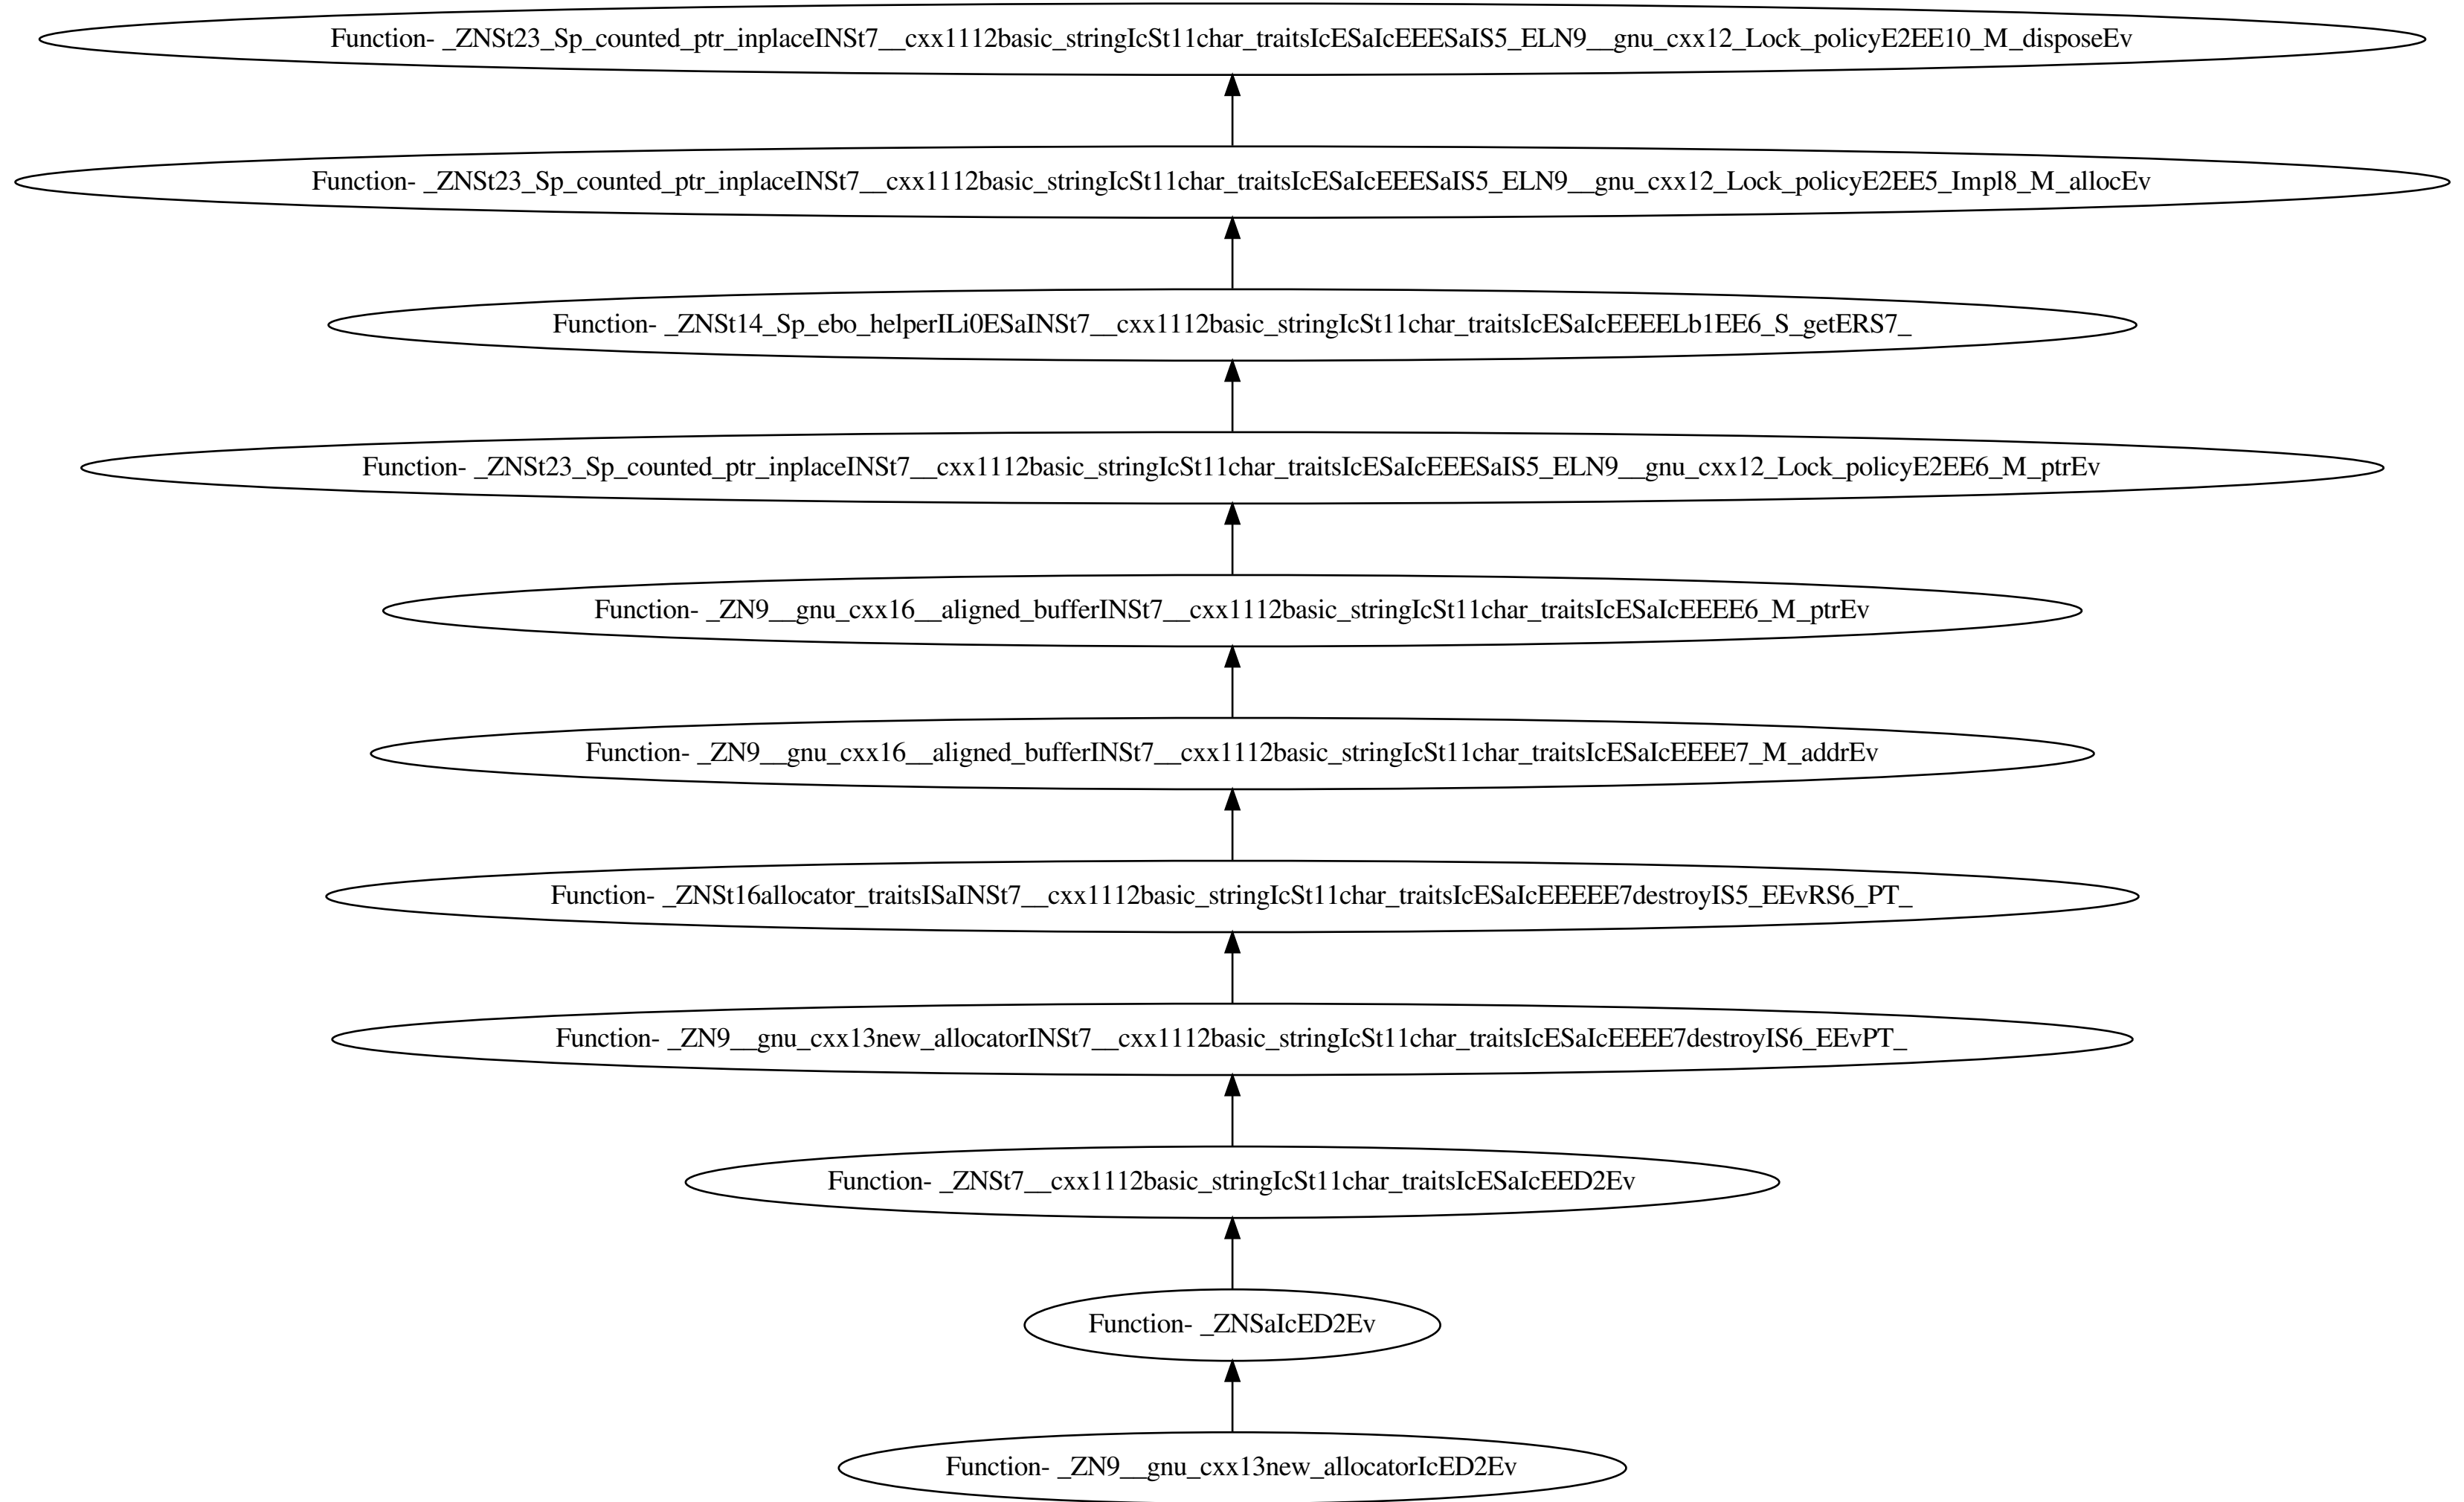 Function- _ZNSt23_Sp_counted_ptr_inplaceINSt7__cxx1112basic_stringIcSt11char_traitsIcESaIcEEESaIS5_ELN9__gnu_cxx12_Lock_policyE2EE10_M_disposeEv
Function- _ZNSt23_Sp_counted_ptr_inplaceINSt7__cxx1112basic_stringIcSt11char_traitsIcESaIcEEESaIS5_ELN9__gnu_cxx12_Lock_policyE2EE5_Impl8_M_allocEv
Function- _ZNSt14_Sp_ebo_helperILi0ESaINSt7__cxx1112basic_stringIcSt11char_traitsIcESaIcEEEELb1EE6_S_getERS7_
Function- _ZNSt23_Sp_counted_ptr_inplaceINSt7__cxx1112basic_stringIcSt11char_traitsIcESaIcEEESaIS5_ELN9__gnu_cxx12_Lock_policyE2EE6_M_ptrEv
Function- _ZN9__gnu_cxx16__aligned_bufferINSt7__cxx1112basic_stringIcSt11char_traitsIcESaIcEEEE6_M_ptrEv
Function- _ZN9__gnu_cxx16__aligned_bufferINSt7__cxx1112basic_stringIcSt11char_traitsIcESaIcEEEE7_M_addrEv
Function- _ZNSt16allocator_traitsISaINSt7__cxx1112basic_stringIcSt11char_traitsIcESaIcEEEEE7destroyIS5_EEvRS6_PT_
Function- _ZN9__gnu_cxx13new_allocatorINSt7__cxx1112basic_stringIcSt11char_traitsIcESaIcEEEE7destroyIS6_EEvPT_
Function- _ZNSt7__cxx1112basic_stringIcSt11char_traitsIcESaIcEED2Ev
Function- _ZNSaIcED2Ev
Function- _ZN9__gnu_cxx13new_allocatorIcED2Ev